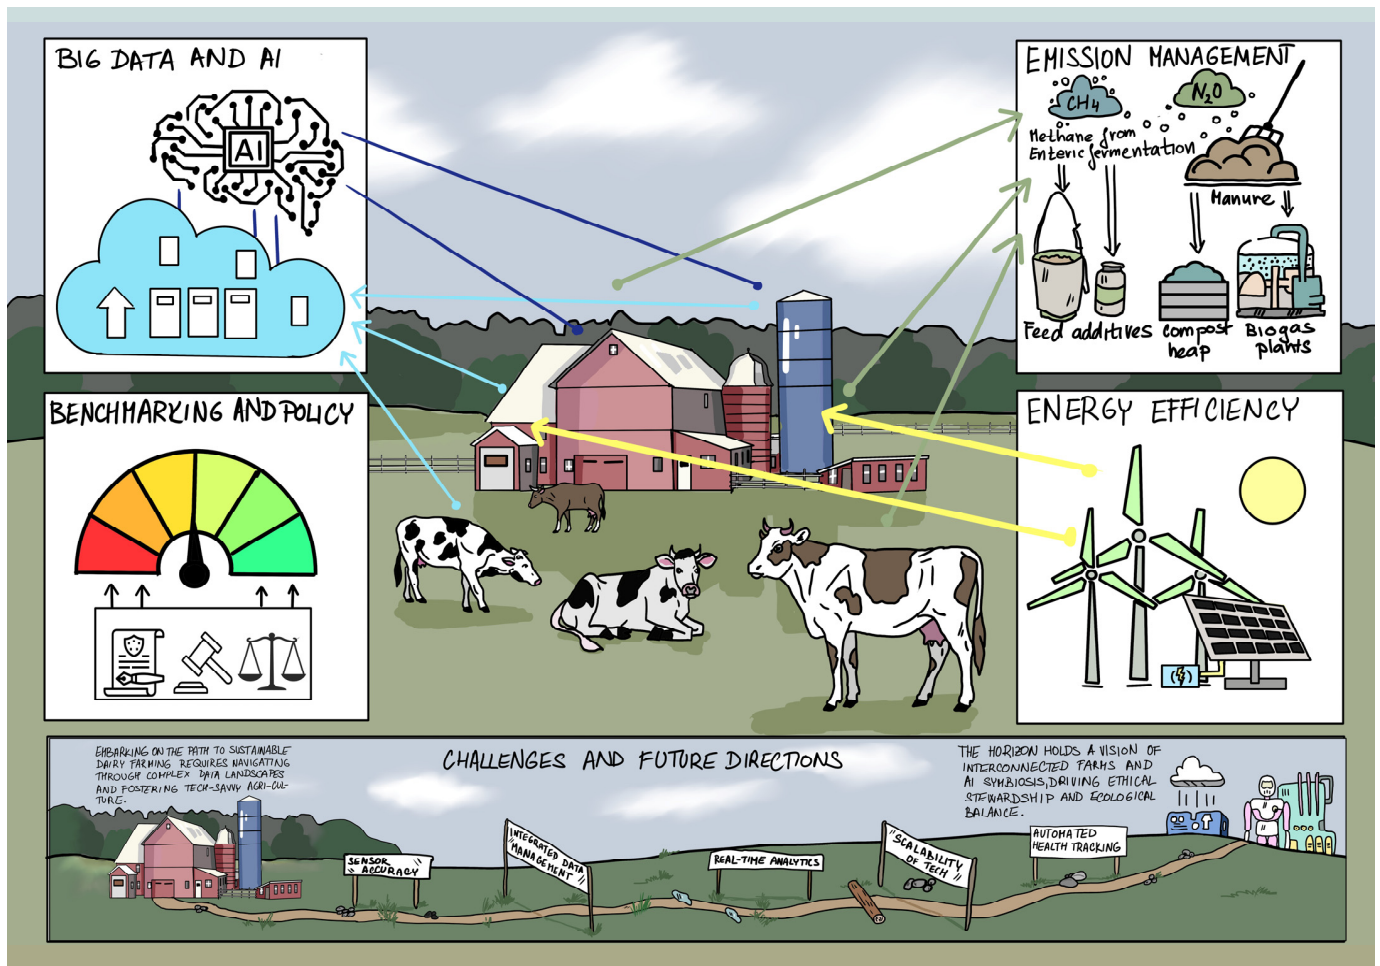 BIG DATA AND AI
AI
EMISSION MANAGEMENT
CH4
N2O
Methane from
Enteric fermentation
Manure
Feed additives
compost
heap
Biogas
plants
BENCHMARKING AND POLICY
ENERGY EFFICIENCY
CHALLENGES AND FUTURE DIRECTIONS
EMBARKING ON THE PATH TO SUSTAINABLE
DAIRY FARMING REQUIRES NAVIGATING
THROUGH COMPLEX DATA LANDSCAPES
AND FOSTERING TECH-SAVVY AGRI-CUL-
TURE.
THE HORIZON HOLDS A VISION OF
INTERCONNECTED FARMS AND
AI SYMBIOSIS, DRIVING ETHICAL
STEWARDSHIP AND ECOLOGICAL
BALANCE.
SENSOR
ACCURACY
INTEGRATED DATA
MANAGEMENT
REAL-TIME ANALYTICS
SCALABILITY
OF TECH
AUTOMATED
HEALTH TRACKING